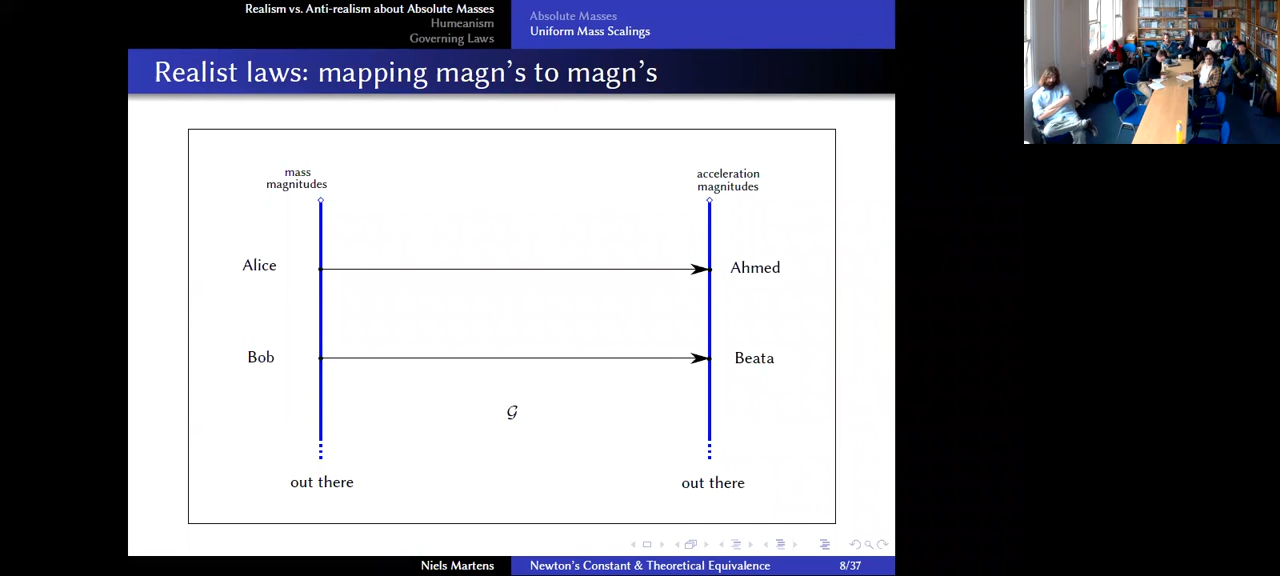 Realism vs. Anti-realism about Absolute Masses
Humeanism
Governing Laws
Absolute Masses
Uniform Mass Scalings
Realist laws: mapping magn's to magn's
mass
magnitudes
acceleration
magnitudes
Alice
Ahmed
Bob
Beata
𝒢
out there
out there
Niels Martens
Newton's Constant & Theoretical Equivalence
8/37